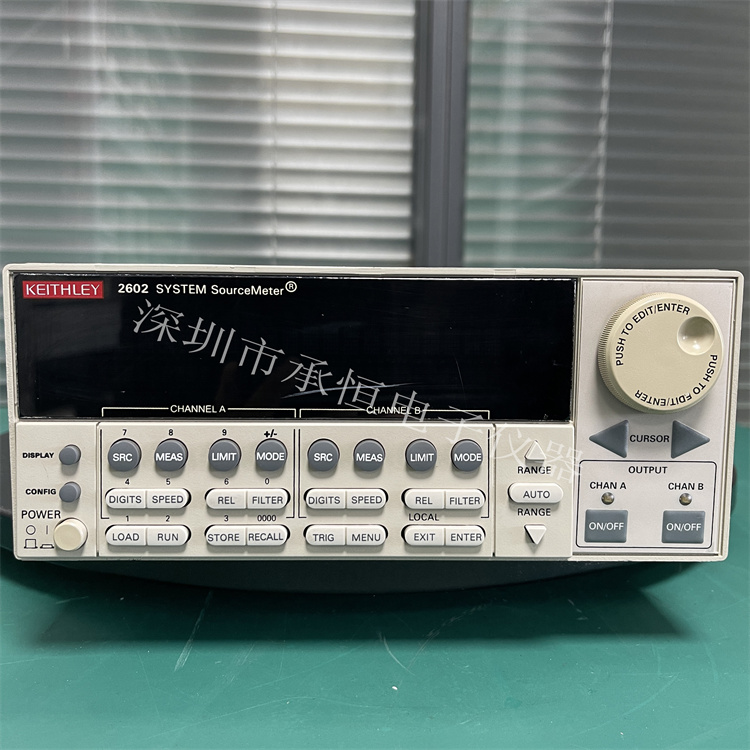 KEITHLEY 2602 SYSTEM SourceMeter®
深圳市承恒电子仪器
CHANNEL A CHANNEL B
7 8 9 +/-
DISPLAY SRC MEAS LIMIT MODE SRC MEAS LIMIT MODE
RANGE
4 5 6 0
CONFIG DIGITS SPEED REL FILTER DIGITS SPEED REL FILTER AUTO
RANGE
POWER 1 2 3 0000 LOCAL
O I LOAD RUN STORE RECALL TRIG MENU EXIT ENTER
PUSH TO EDIT/ENTER
PUSH TO EDIT/ENTER
CURSOR
OUTPUT
CHAN A CHAN B
ON/OFF ON/OFF